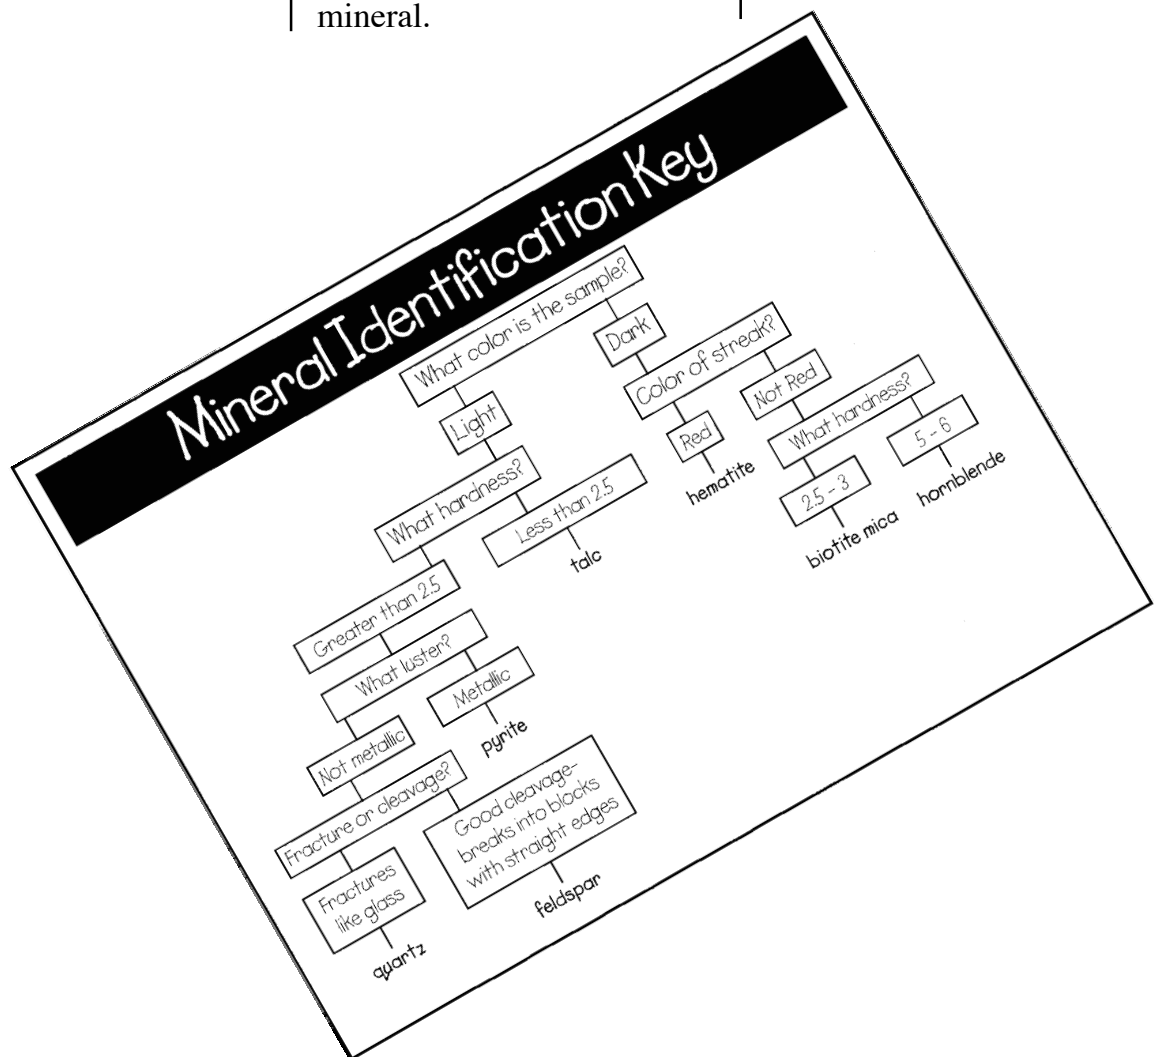 mineral.
Mineral Identification Key
What color is the sample?
Light
Dark
What hardness?
Color of streak?
Greater than 2.5
Less than 2.5
talc
Red
hematite
Not Red
What hardness?
2.5 - 3
biotite mica
5 - 6
hornblende
What luster?
Not metallic
Metallic
pyrite
Fracture or cleavage?
Fractures
like glass
quartz
Good cleavage-
breaks into blocks
with straight edges
feldspar